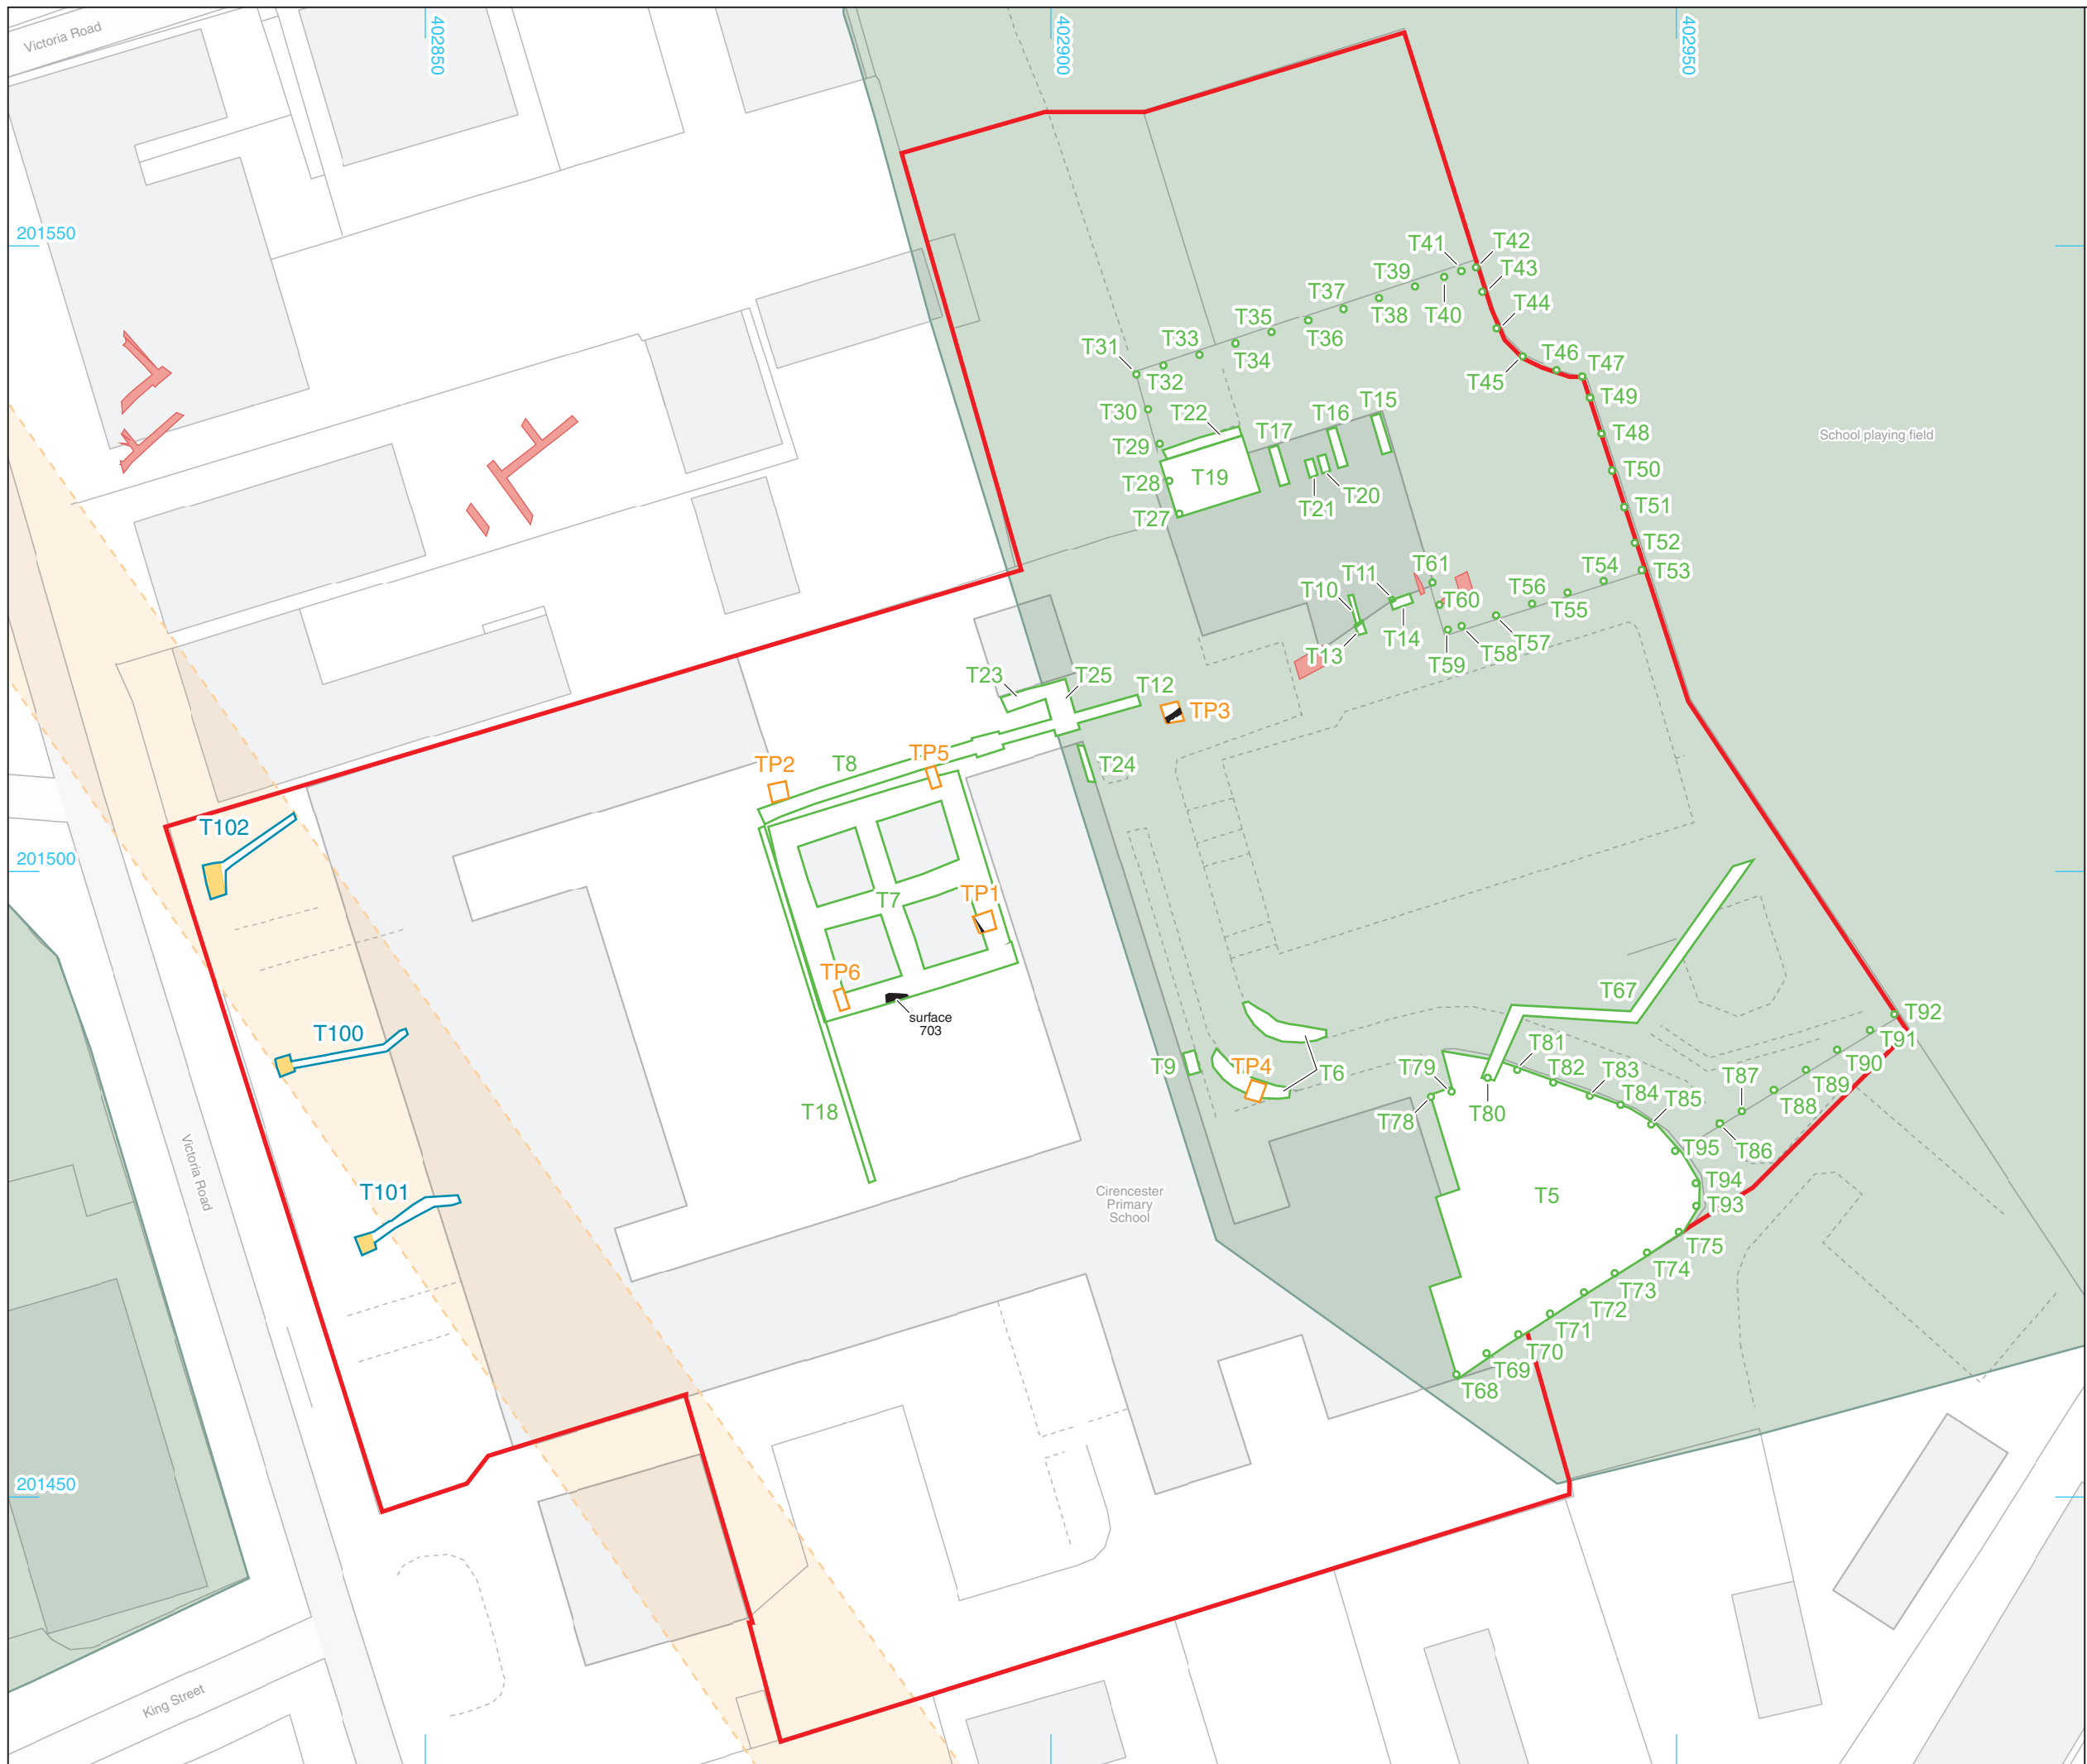 Victoria Road
402850
402900
402950
201550
T41
T42
T43
T39
T37
T44
T35
T40
T38
T33
T36
T31
T34
T46
T47
T32
T45
T49
T30
T22
T16
T15
T17
T48
School playing field
T29
T19
T50
T28
T20
T21
T51
T27
T52
T61
T54
T53
T11
T10
T56
T60
T55
T14
T57
T13
T58
T59
T23
T25
T12
TP3
TP5
T8
TP2
T24
T102
201500
TP1
T7
TP6
T67
surface
703
T92
T100
T91
T81
T9
TP4
T79
T82
T90
T6
T83
T87
T89
T84
T88
T18
T85
T80
T78
T95
T86
Victoria Road
T94
T101
Cirencester
Primary
School
T5
T93
T75
T74
T73
T72
T71
T70
T69
T68
201450
King Street